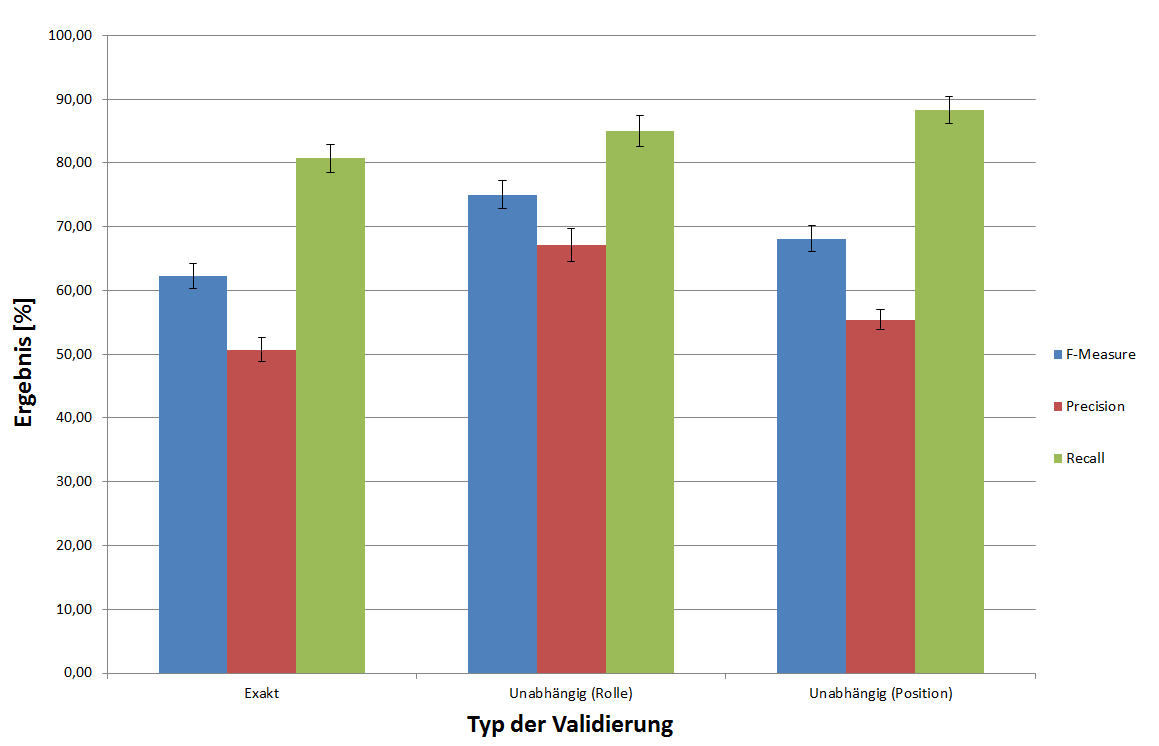 100,00
90,00
80,00
70,00
60,00
50,00
40,00
30,00
20,00
10,00
0,00
Ergebnis [%]
Exakt
Unabhängig (Rolle)
Unabhängig (Position)
Typ der Validierung
F-Measure
Precision
Recall